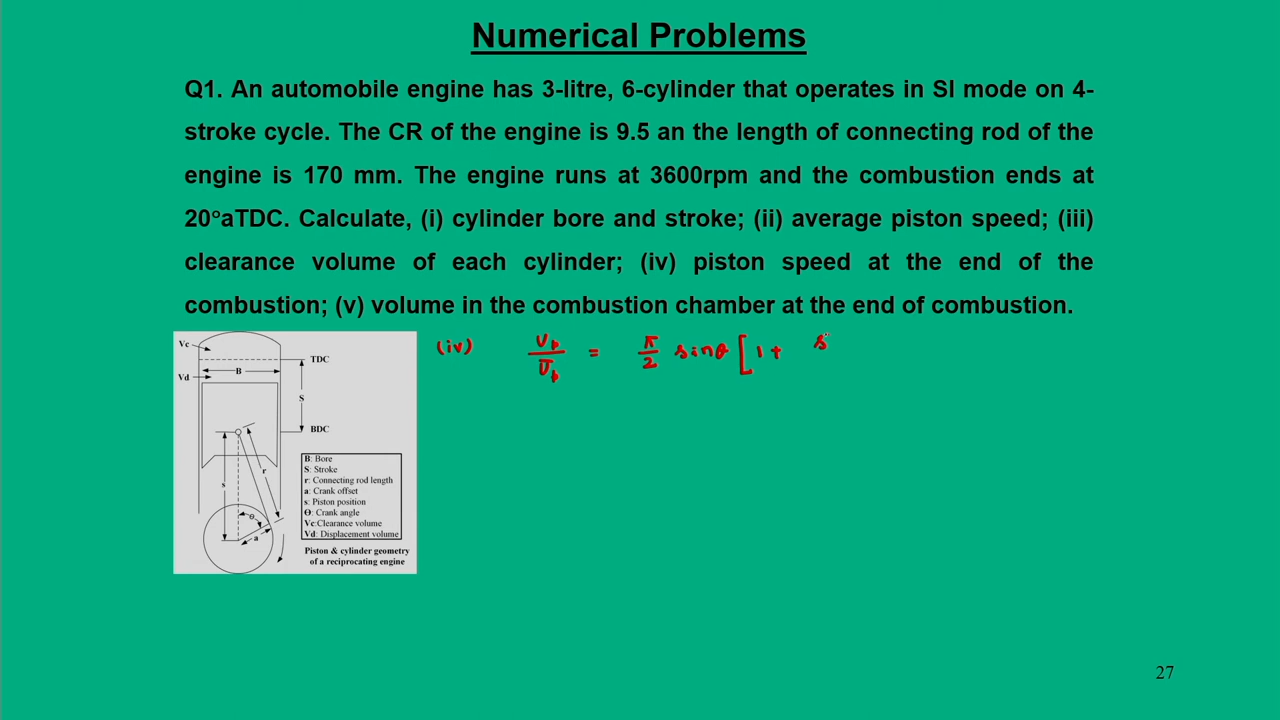 Numerical Problems
Q1. An automobile engine has 3-litre, 6-cylinder that operates in SI mode on 4-
stroke cycle. The CR of the engine is 9.5 an the length of connecting rod of the
engine is 170 mm. The engine runs at 3600rpm and the combustion ends at
20°aTDC. Calculate, (i) cylinder bore and stroke; (ii) average piston speed; (iii)
clearance volume of each cylinder; (iv) piston speed at the end of the
combustion; (v) volume in the combustion chamber at the end of combustion.
Vc
TDC
B
Vd
S
BDC
r
s
Θ
a
B: Bore
S: Stroke
r: Connecting rod length
a: Crank offset
s: Piston position
Θ: Crank angle
Vc:Clearance volume
Vd: Displacement volume
Piston & cylinder geometry
of a reciprocating engine
(iv) Up/Ūp = π/2 sinθ [1 + s
27